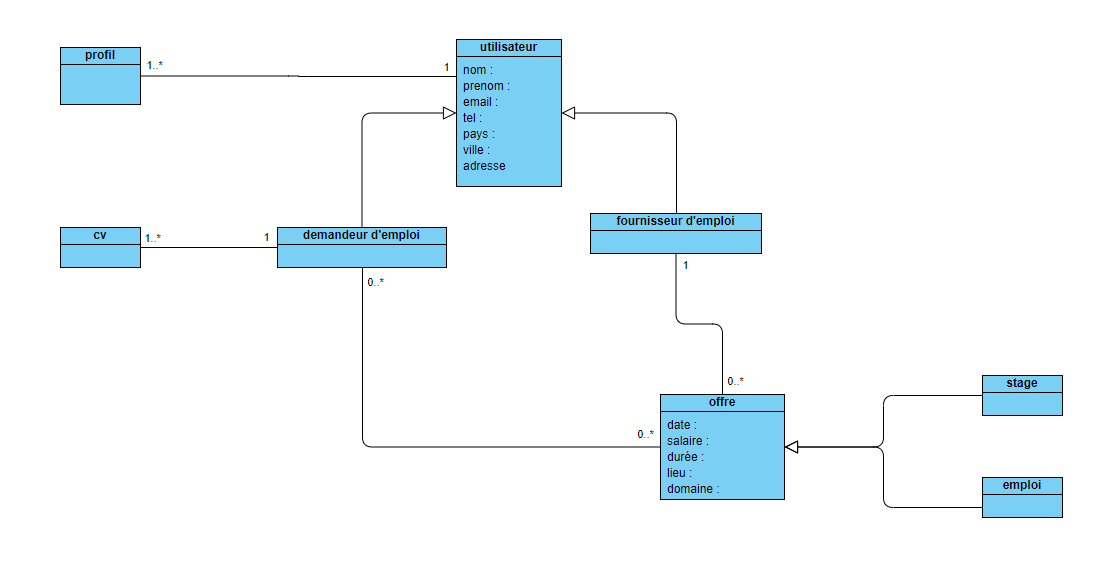 profil
1..*
1
utilisateur
nom :
prenom :
email :
tel :
pays :
ville :
adresse
cv
1..*
1
demandeur d'emploi
0..*
fournisseur d'emploi
1
0..*
0..*
offre
date :
salaire :
durée :
lieu :
domaine :
stage
emploi